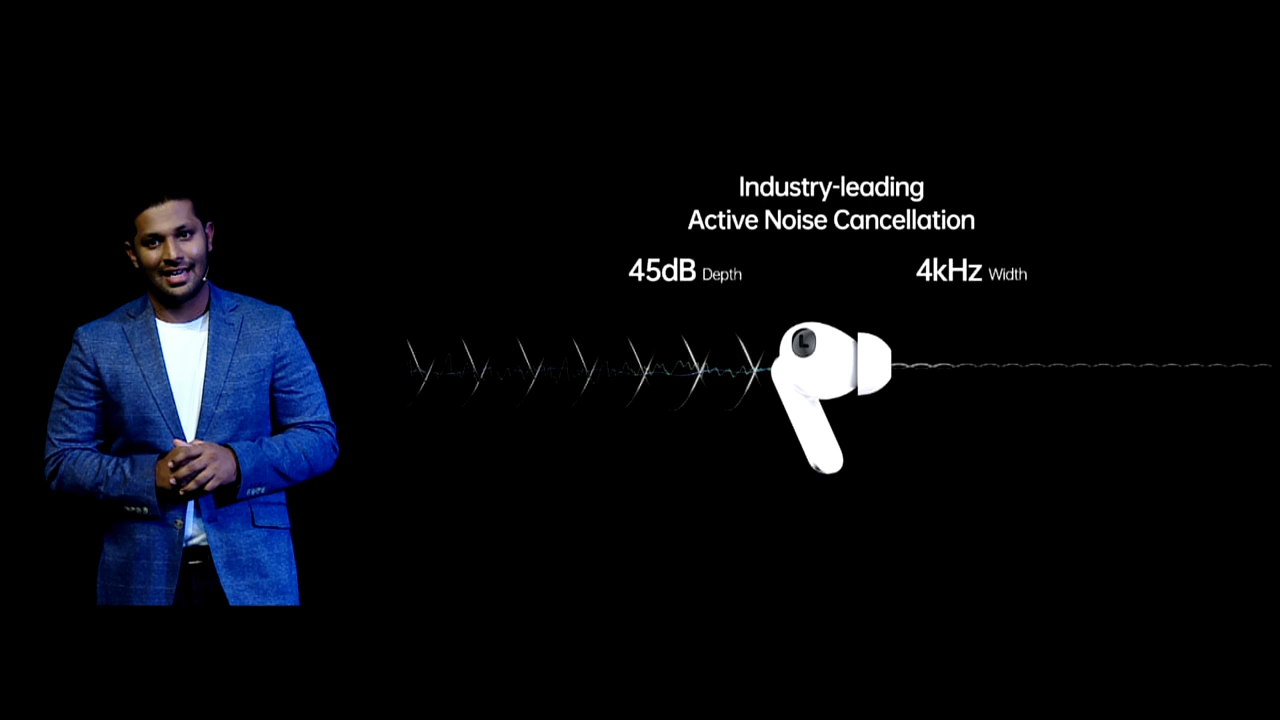 Industry-leading
Active Noise Cancellation
45dB Depth
4kHz Width
L